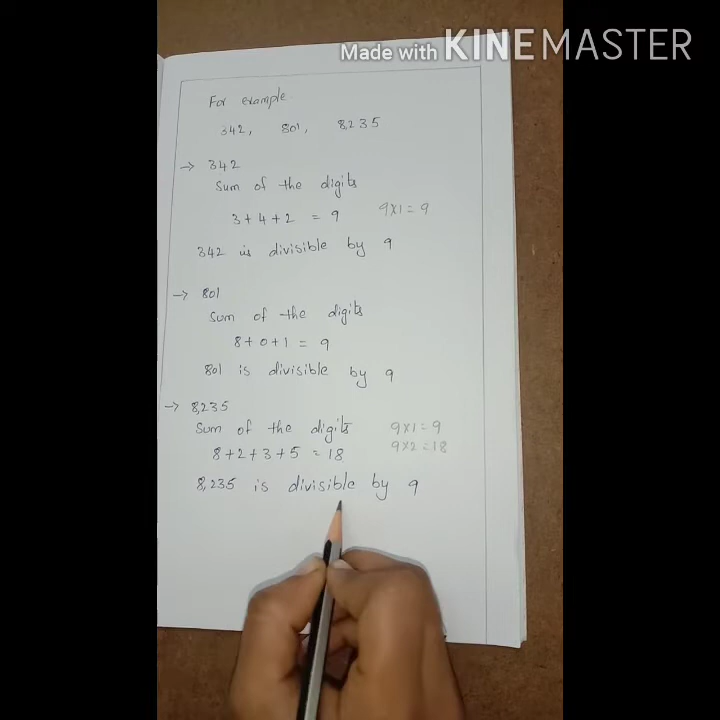 Made with KINEMASTER
For example
342, 801, 8235
→ 342
Sum of the digits
3+4+2 = 9 9×1=9
342 is divisible by 9
→ 801
Sum of the digits
8+0+1 = 9
801 is divisible by 9
→ 8,235
Sum of the digits 9×1=9
8+2+3+5 = 18 9×2=18
8,235 is divisible by 9